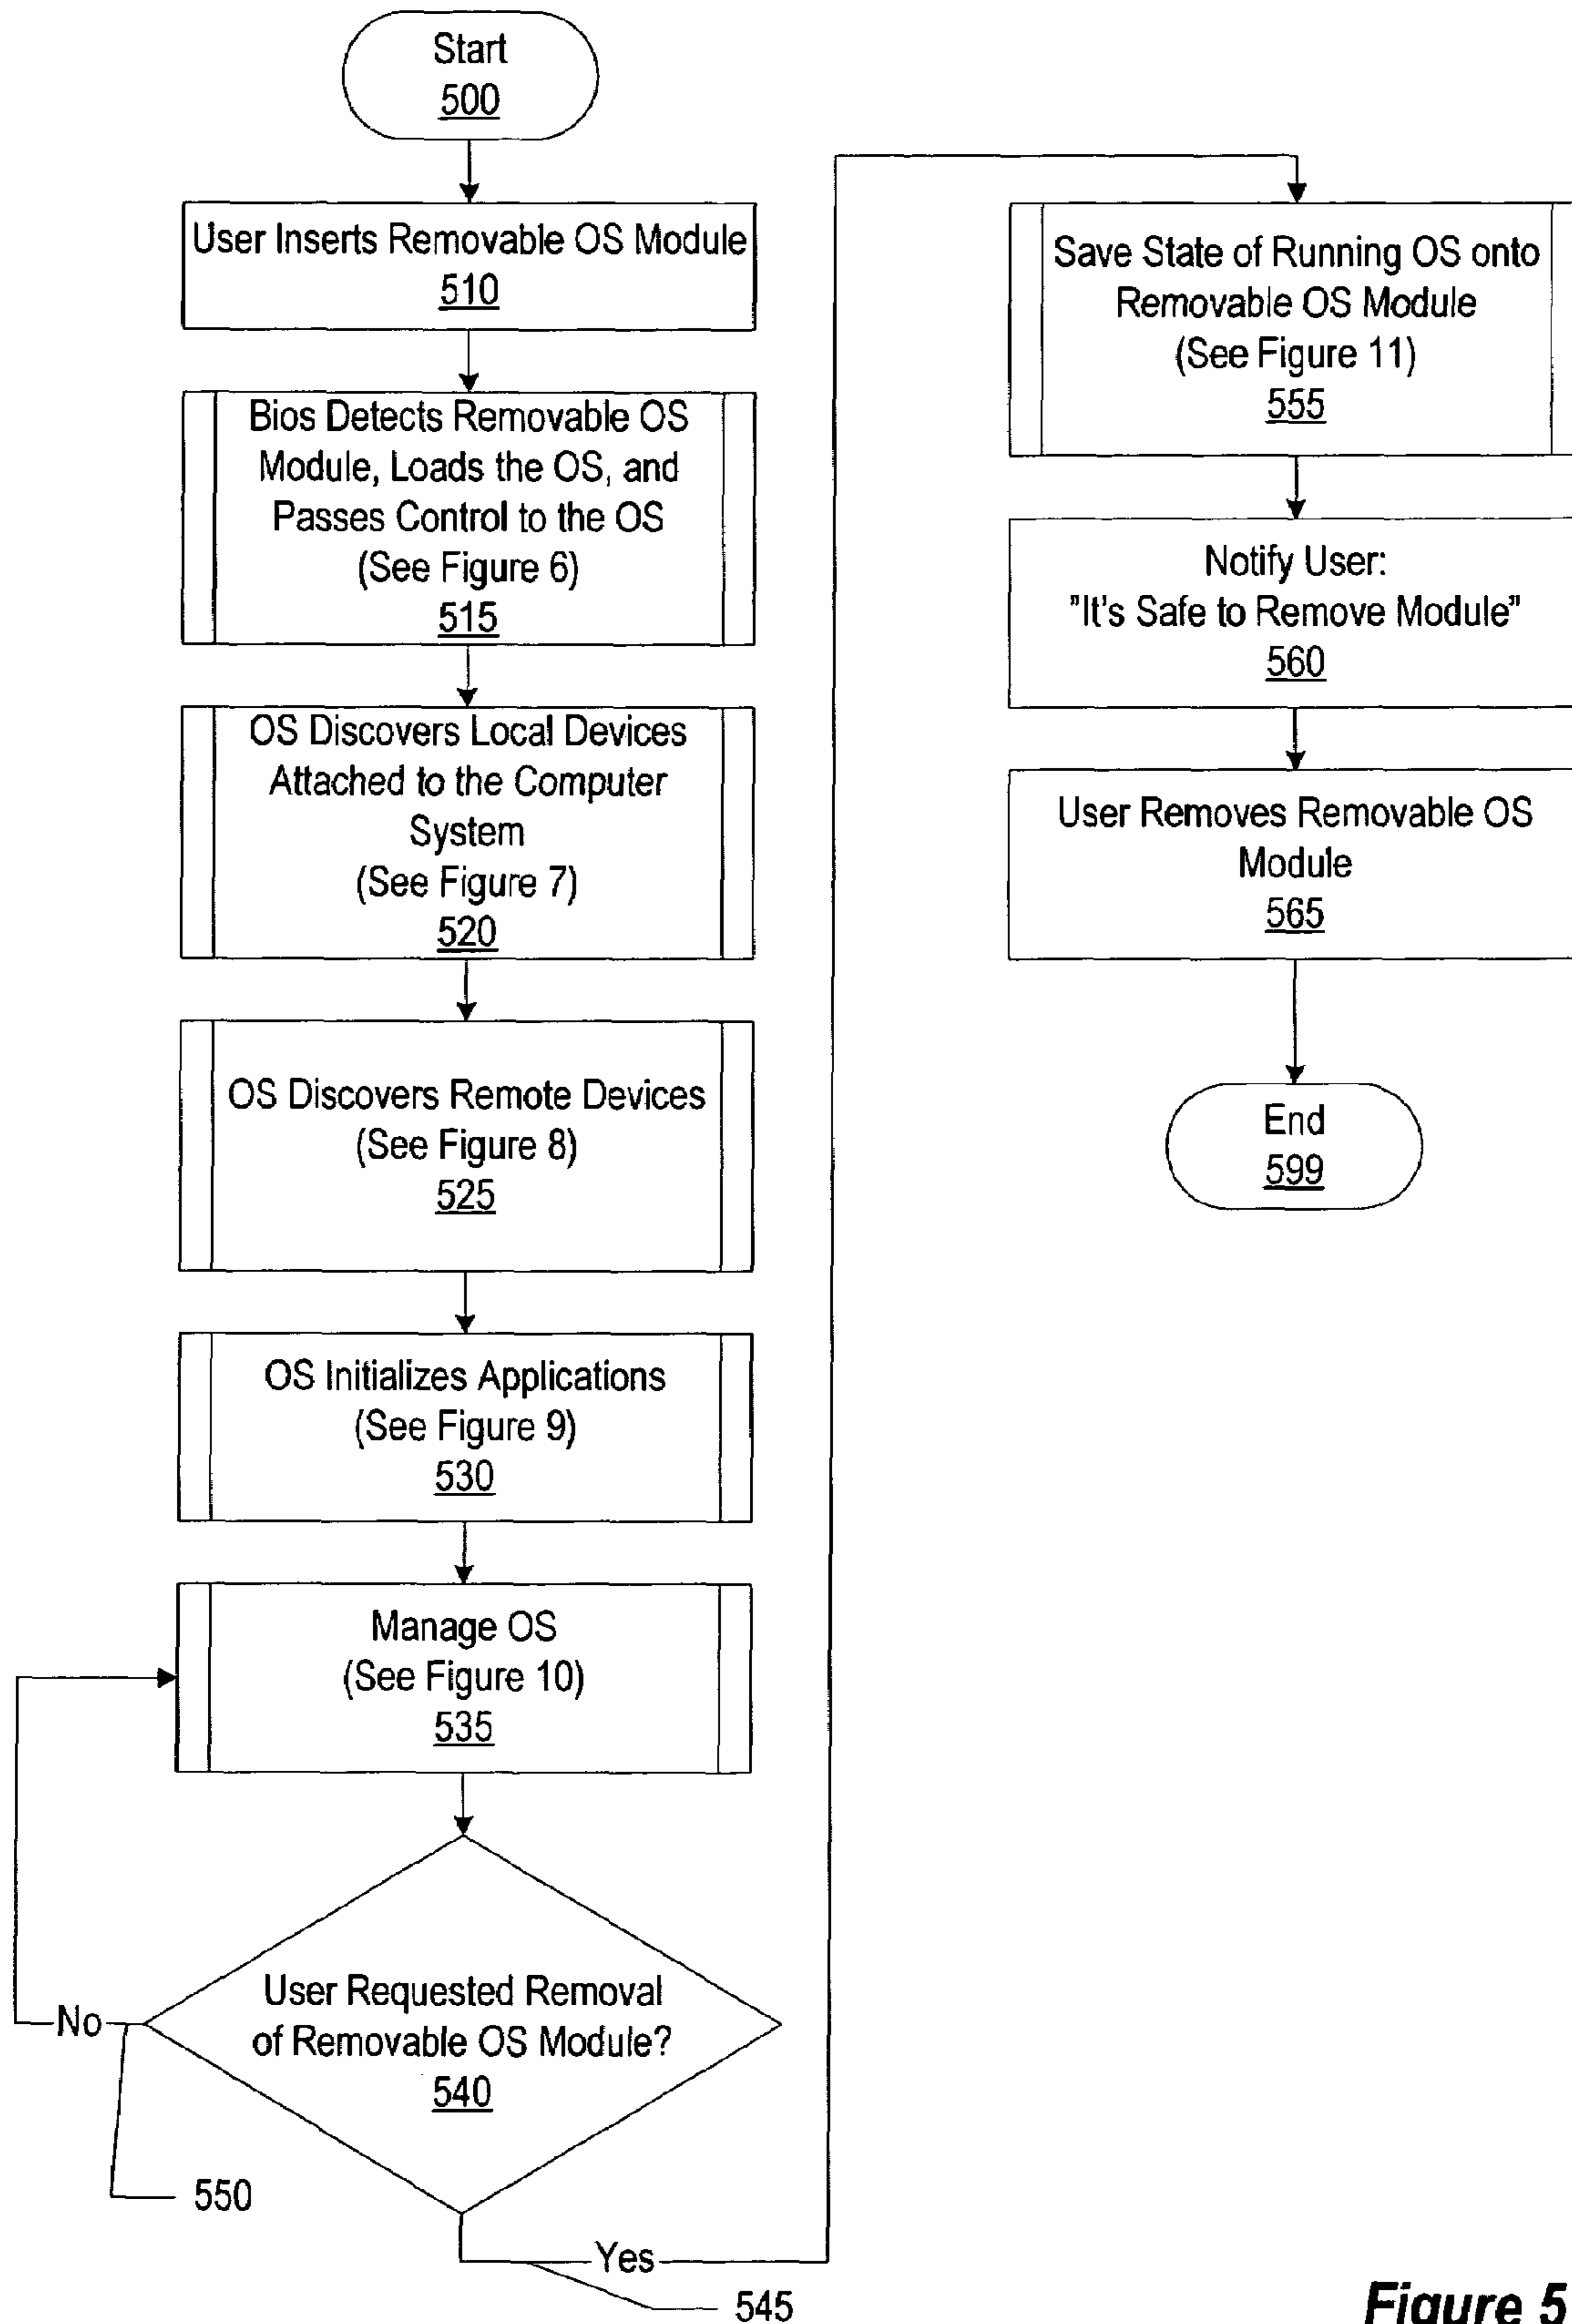 Start
500
User Inserts Removable OS Module
510
Bios Detects Removable OS
Module, Loads the OS, and
Passes Control to the OS
(See Figure 6)
515
OS Discovers Local Devices
Attached to the Computer
System
(See Figure 7)
520
OS Discovers Remote Devices
(See Figure 8)
525
OS Initializes Applications
(See Figure 9)
530
Manage OS
(See Figure 10)
535
User Requested Removal
of Removable OS Module?
540
No
550
Yes
545
Save State of Running OS onto
Removable OS Module
(See Figure 11)
555
Notify User:
"It's Safe to Remove Module"
560
User Removes Removable OS
Module
565
End
599
Figure 5